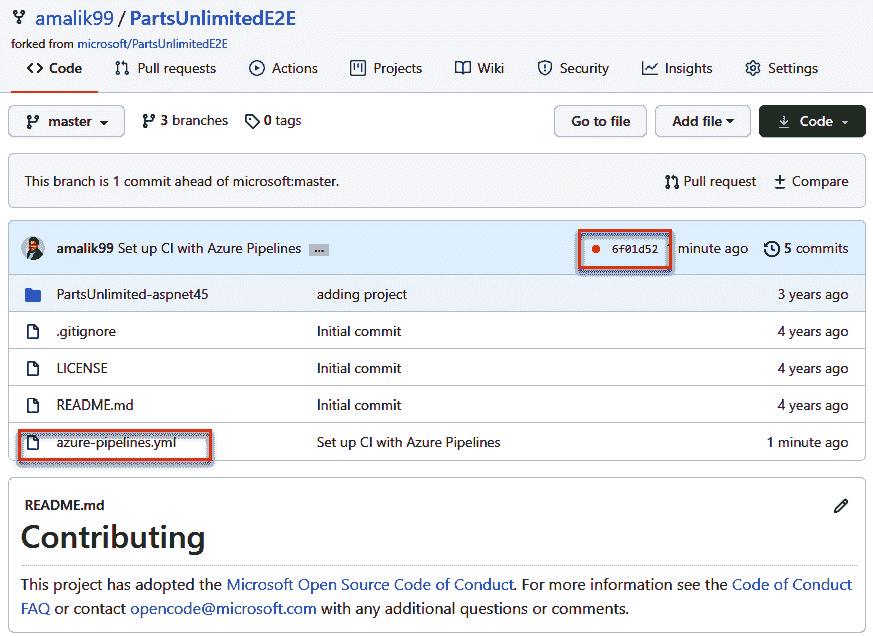 amalik99 / PartsUnlimitedE2E
forked from microsoft/PartsUnlimitedE2E
Code Pull requests Actions Projects Wiki Security Insights Settings
master 3 branches 0 tags Go to file Add file Code
This branch is 1 commit ahead of microsoft:master. Pull request Compare
amalik99 Set up CI with Azure Pipelines ... 6f01d52 minute ago 5 commits
PartsUnlimited-aspnet45 adding project 3 years ago
.gitignore Initial commit 4 years ago
LICENSE Initial commit 4 years ago
README.md Initial commit 4 years ago
azure-pipelines.yml Set up CI with Azure Pipelines 1 minute ago
README.md
Contributing
This project has adopted the Microsoft Open Source Code of Conduct. For more information see the Code of Conduct
FAQ or contact opencode@microsoft.com with any additional questions or comments.